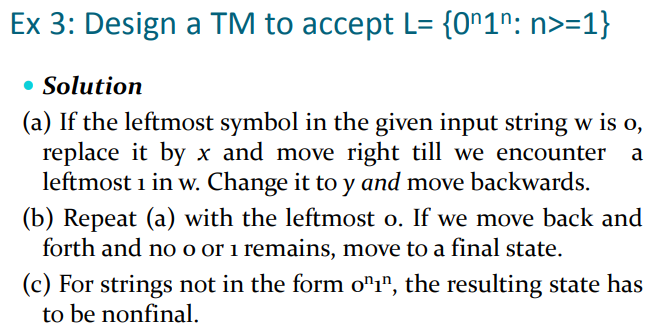 Ex 3: Design a TM to accept L= {0ⁿ1ⁿ: n>=1}
• Solution
(a) If the leftmost symbol in the given input string w is 0,
replace it by x and move right till we encounter a
leftmost 1 in w. Change it to y and move backwards.
(b) Repeat (a) with the leftmost 0. If we move back and
forth and no 0 or 1 remains, move to a final state.
(c) For strings not in the form 0ⁿ1ⁿ, the resulting state has
to be nonfinal.